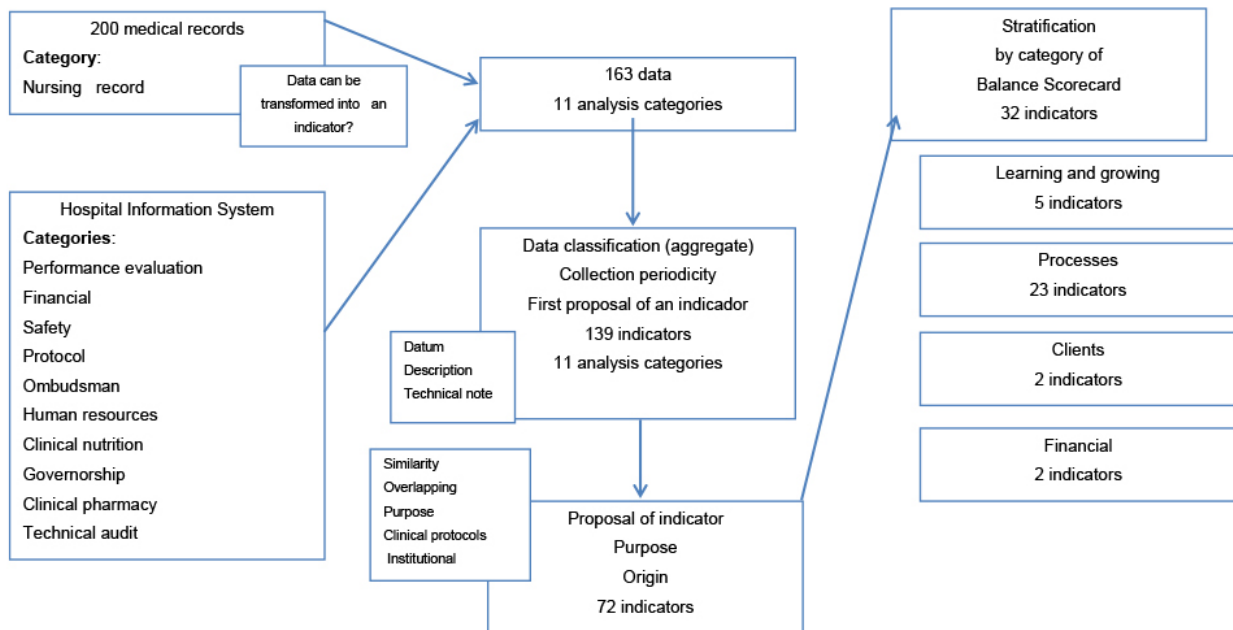 200 medical records
Category:
Nursing record
Data can be
transformed into an
indicator?
Hospital Information System
Categories:
Performance evaluation
Financial
Safety
Protocol
Ombudsman
Human resources
Clinical nutrition
Governorship
Clinical pharmacy
Technical audit
163 data
11 analysis categories
Data classification (aggregate)
Collection periodicity
First proposal of an indicador
139 indicators
11 analysis categories
Datum
Description
Technical note
Similarity
Overlapping
Purpose
Clinical protocols
Institutional
Proposal of indicator
Purpose
Origin
72 indicators
Stratification
by category of
Balance Scorecard
32 indicators
Learning and growing
5 indicators
Processes
23 indicators
Clients
2 indicators
Financial
2 indicators